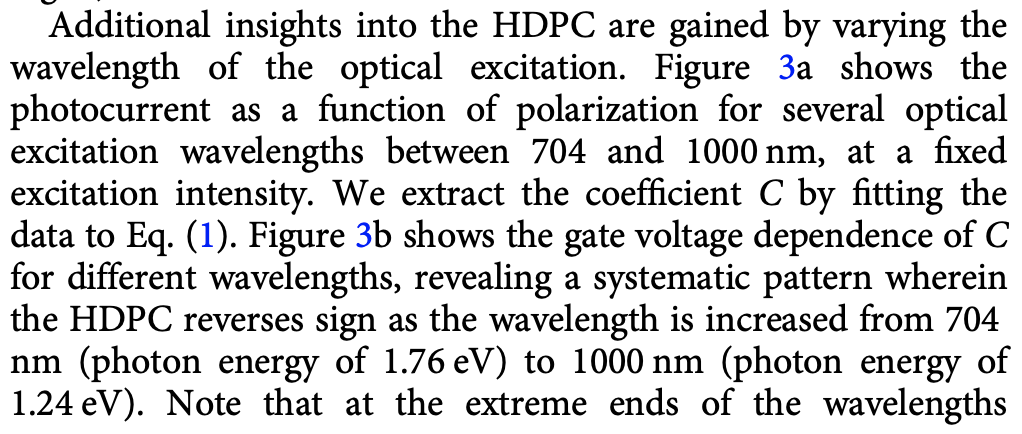 Additional insights into the HDPC are gained by varying the
wavelength of the optical excitation. Figure 3a shows the
photocurrent as a function of polarization for several optical
excitation wavelengths between 704 and 1000 nm, at a fixed
excitation intensity. We extract the coefficient C by fitting the
data to Eq. (1). Figure 3b shows the gate voltage dependence of C
for different wavelengths, revealing a systematic pattern wherein
the HDPC reverses sign as the wavelength is increased from 704
nm (photon energy of 1.76 eV) to 1000 nm (photon energy of
1.24 eV). Note that at the extreme ends of the wavelengths